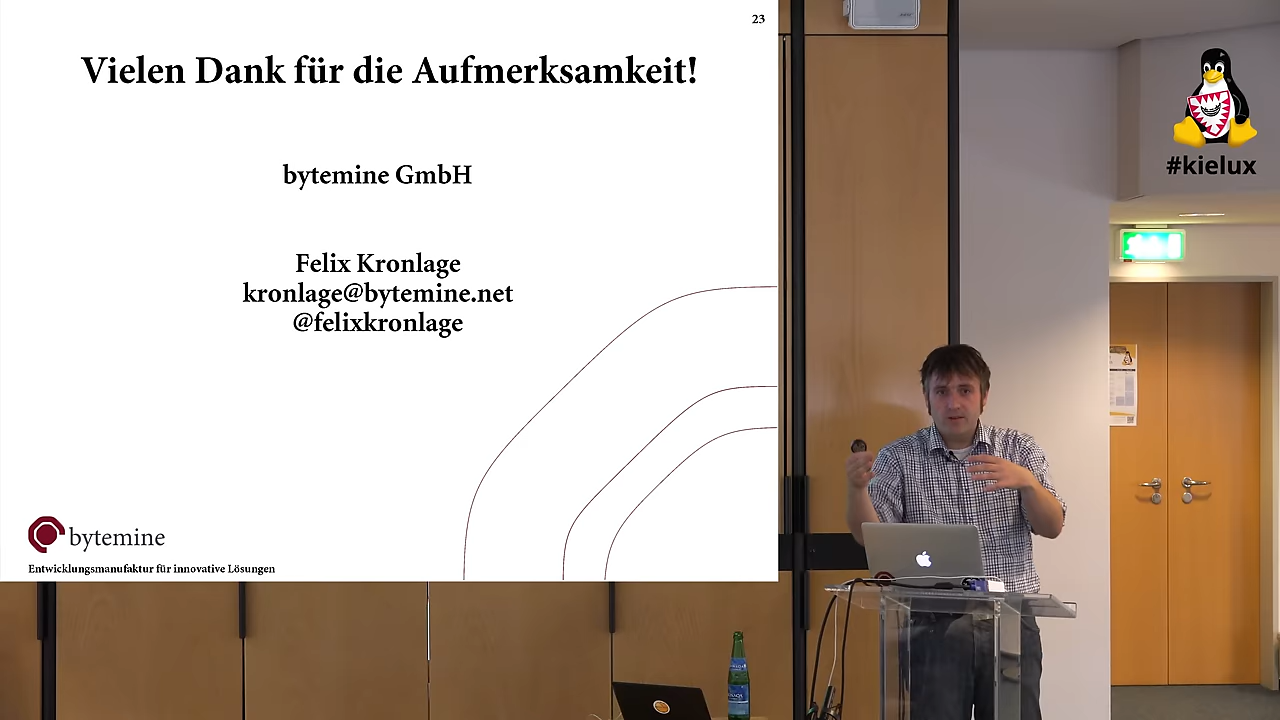 23
Vielen Dank für die Aufmerksamkeit!
bytemine GmbH
Felix Kronlage
kronlage@bytemine.net
@felixkronlage
bytemine
Entwicklungsmanufaktur für innovative Lösungen
#kielux